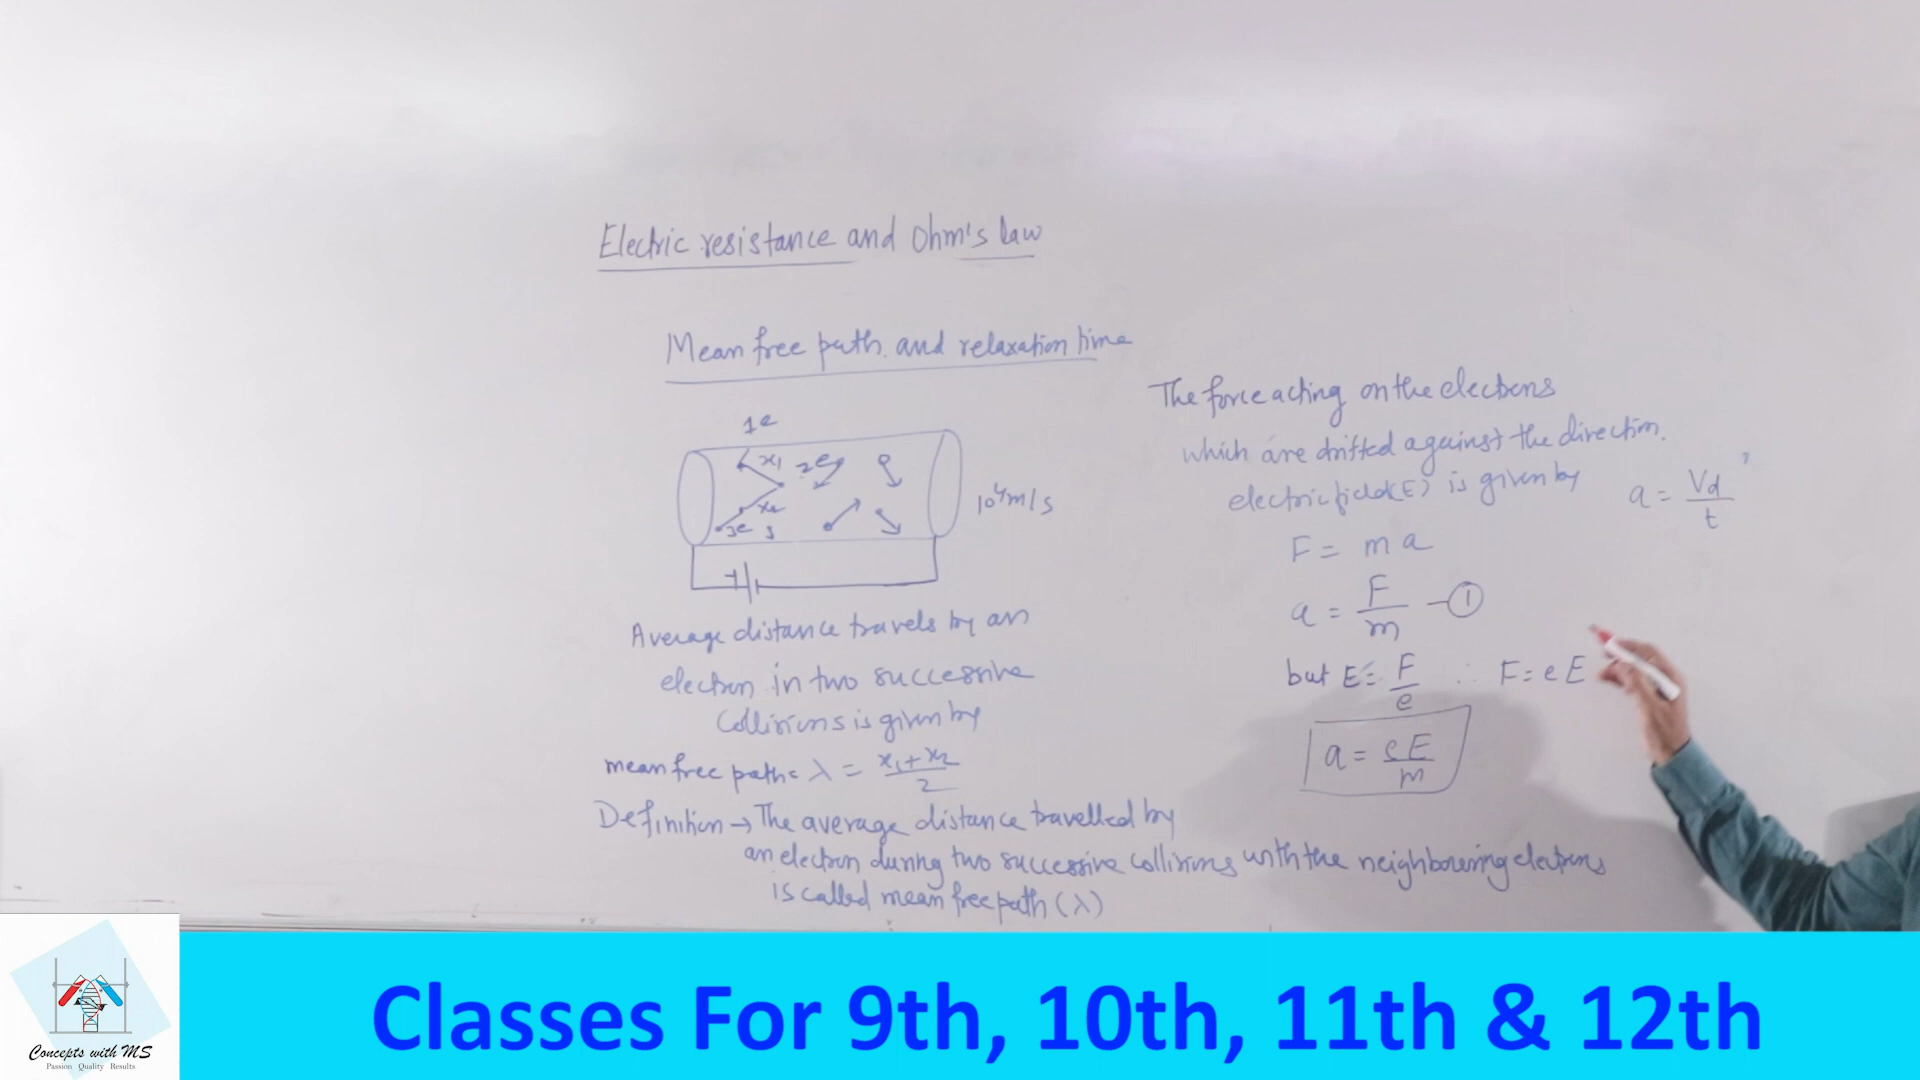 Electric resistance and Ohm's law
Mean free path and relaxation time
1e
x1 2e
x2
3e
10⁴m/s
Average distance travels by an
electron in two successive
Collisions is given by
mean free path = λ = x1+x2/2
Definition → The average distance travelled by
an electron during two successive collisions with the neighbouring electrons
is called mean free path (λ)
The force acting on the electrons
which are drifted against the direction
electric field(E) is given by
a = Vd/t
F = ma
a = F/m –①
but E = F/e ∴ F = eE
a = eE/m
Concepts with MS
Passion Quality Results
Classes For 9th, 10th, 11th & 12th